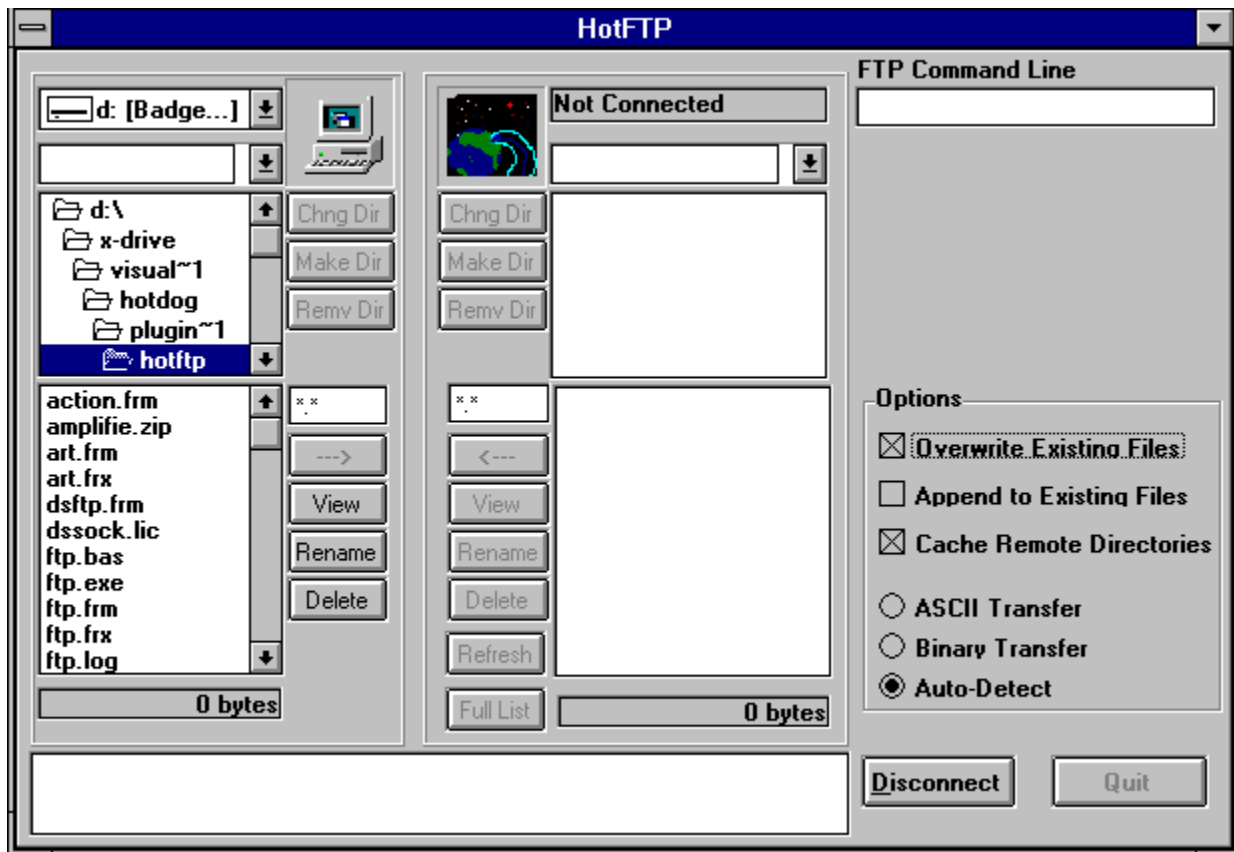 HotFTP
d: [Badge...]
d:\
x-drive
visual~1
hotdog
plugin~1
hotftp
Chng Dir
Make Dir
Remv Dir
action.frm
amplifie.zip
art.frm
art.frx
dsftp.frm
dssock.lic
ftp.bas
ftp.exe
ftp.frm
ftp.frx
ftp.log
*.*
--->
View
Rename
Delete
0 bytes
Not Connected
Chng Dir
Make Dir
Remv Dir
*.*
<---
View
Rename
Delete
Refresh
Full List
0 bytes
FTP Command Line
Options
Overwrite Existing Files
Append to Existing Files
Cache Remote Directories
ASCII Transfer
Binary Transfer
Auto-Detect
Disconnect
Quit